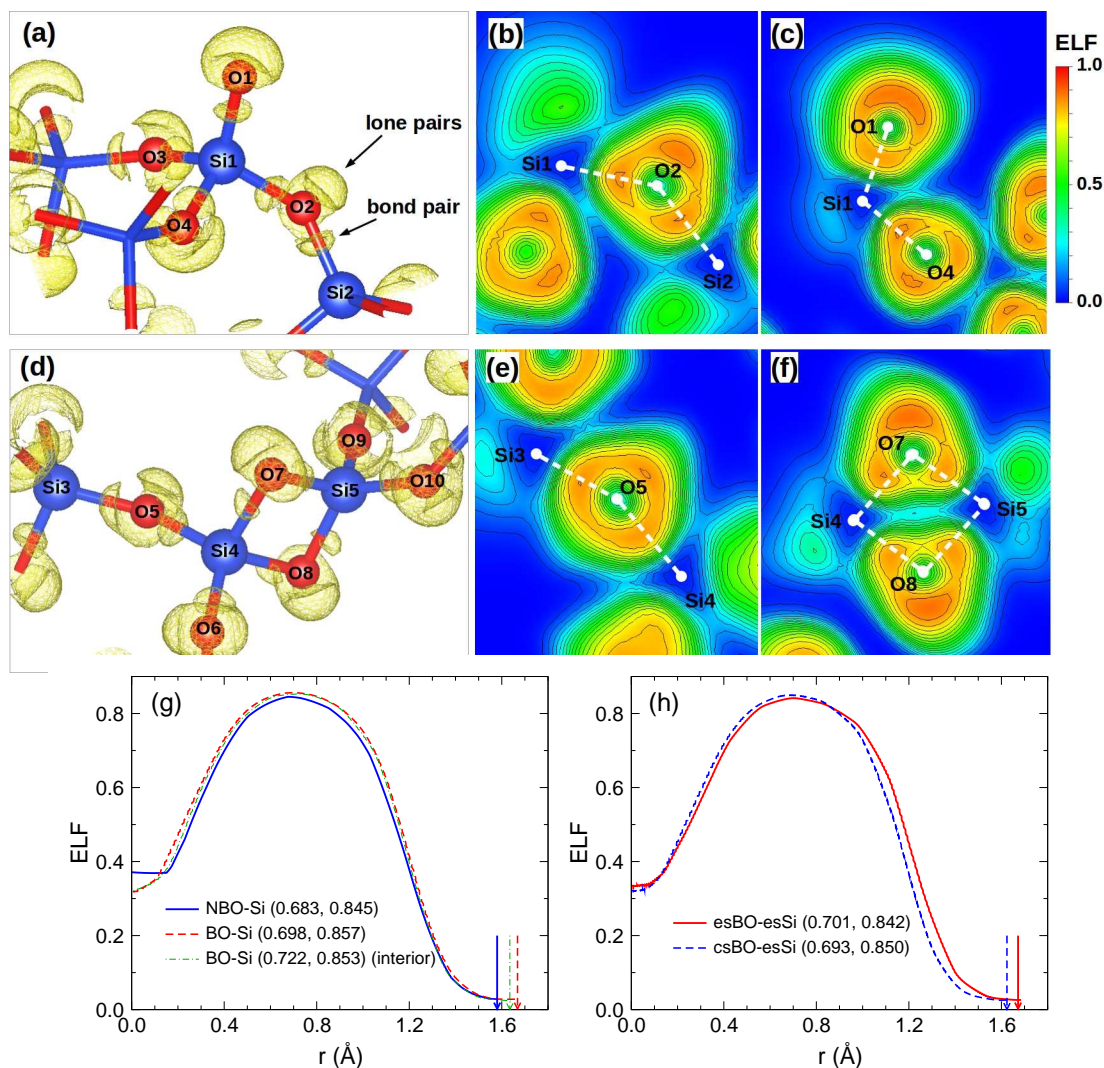 (a)
O1
O3
Si1
lone pairs
O4
O2
bond pair
Si2
(b)
Si1
O2
Si2
(c)
O1
Si1
O4
ELF
1.0
0.5
0.0
(d)
Si3
O5
O7
O9
Si5
O10
Si4
O8
O6
(e)
Si3
O5
Si4
(f)
O7
Si4
Si5
O8
(g)
ELF
0.8
0.6
0.4
0.2
0.0
NBO-Si (0.683, 0.845)
BO-Si (0.698, 0.857)
BO-Si (0.722, 0.853) (interior)
0.0 0.4 0.8 1.2 1.6
r (Å)
(h)
ELF
0.8
0.6
0.4
0.2
0.0
esBO-esSi (0.701, 0.842)
csBO-esSi (0.693, 0.850)
0.0 0.4 0.8 1.2 1.6
r (Å)